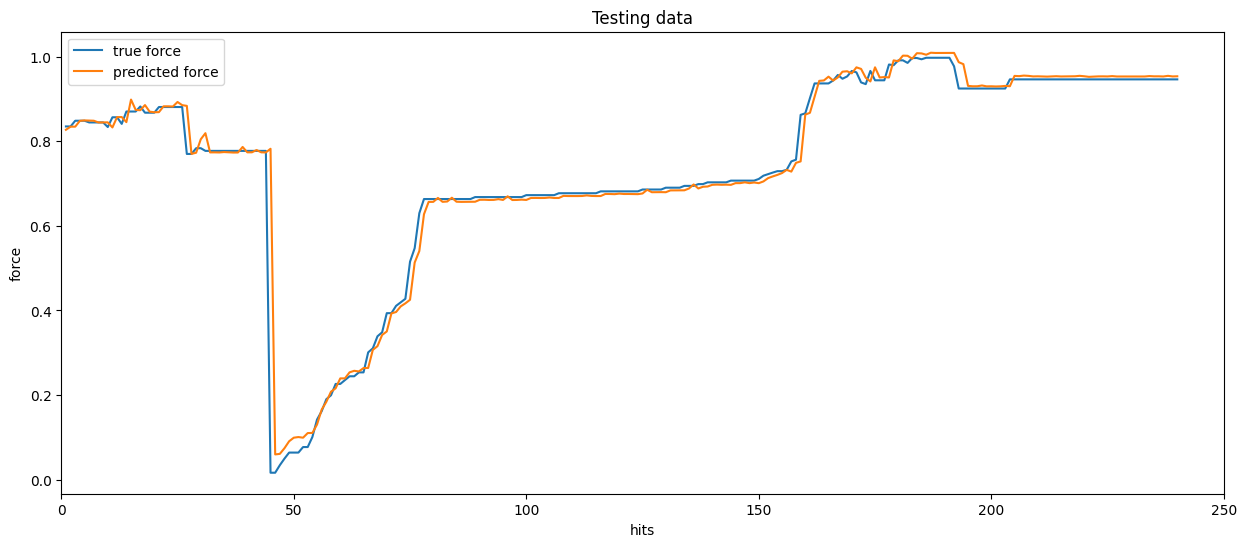 Testing data
true force
predicted force
force
1.0
0.8
0.6
0.4
0.2
0.0
0 50 100 150 200 250
hits